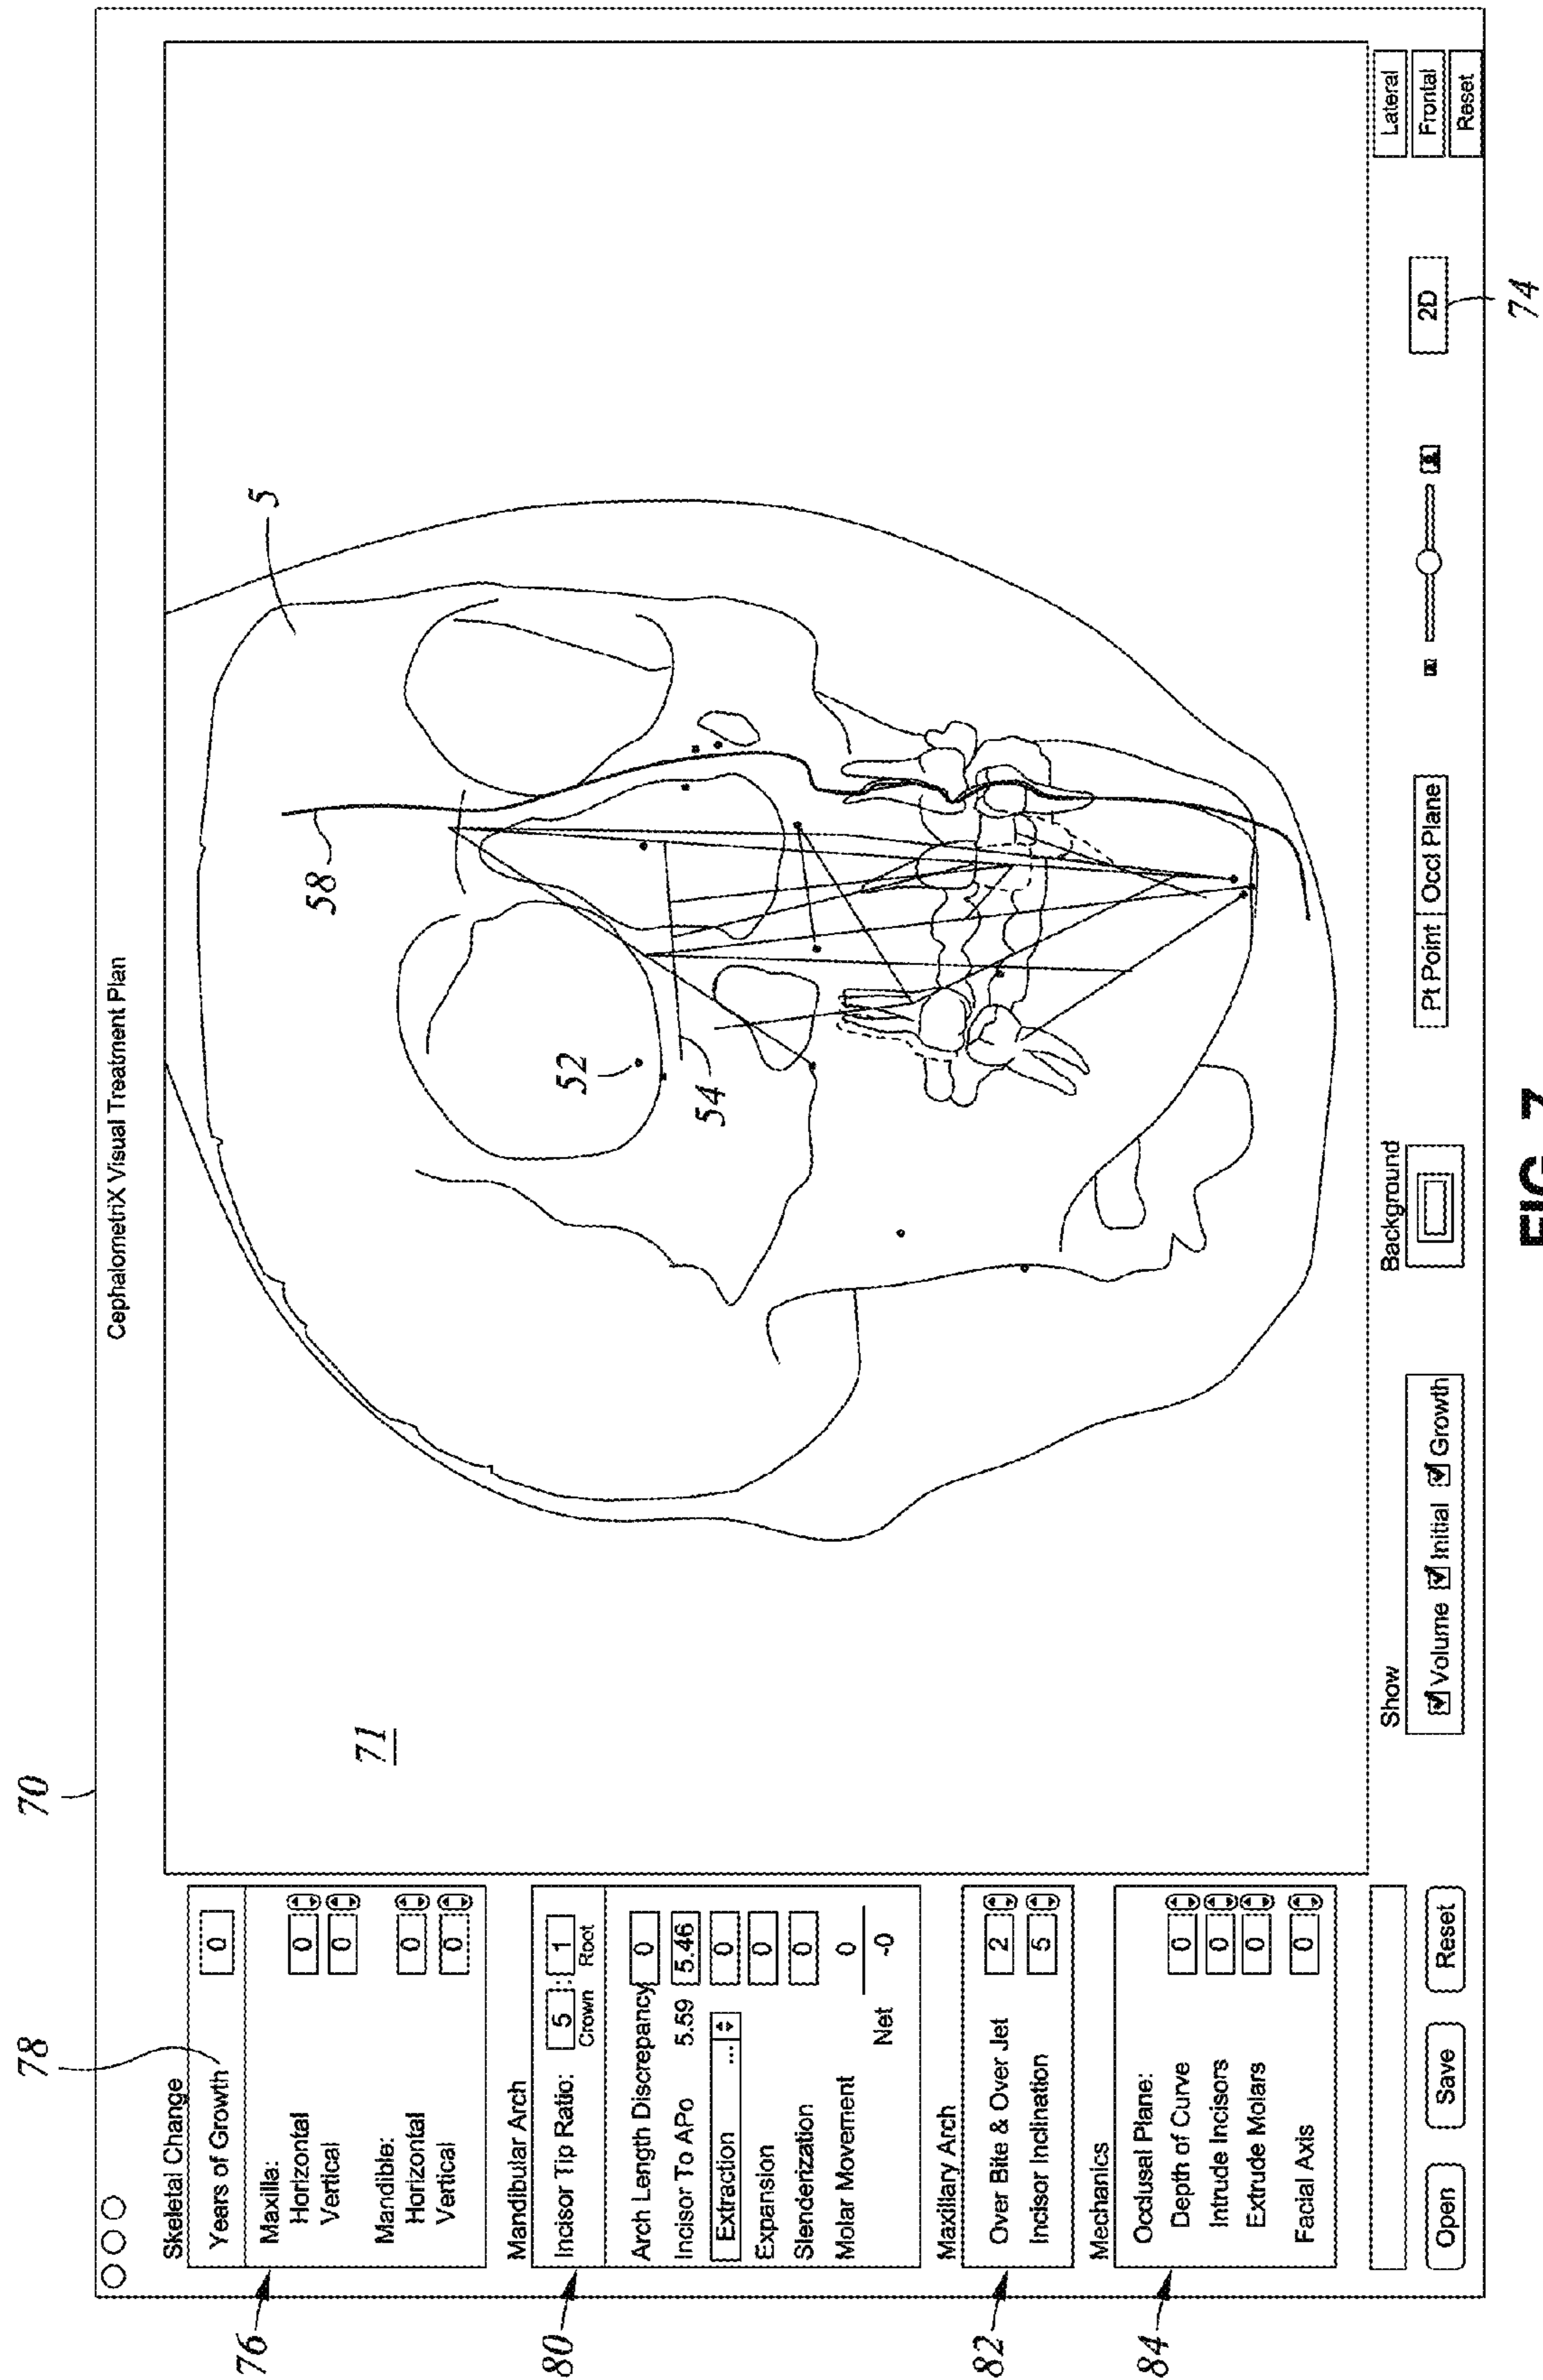 70
CephalometriX Visual Treatment Plan
78
Skeletal Change
Years of Growth 0
Maxilla:
Horizontal 0
Vertical 0
Mandible:
Horizontal 0
Vertical 0
76
Mandibular Arch
Incisor Tip Ratio: 5 : 1
Crown Root
Arch Length Discrepancy 0
Incisor To APo 5.59 5.46
Extraction ... 0
Expansion 0
Slenderization 0
Molar Movement 0
Net -0
80
Maxillary Arch
Over Bite & Over Jet 2
Incisor Inclination 5
82
Mechanics
Occlusal Plane:
Depth of Curve 0
Intrude Incisors 0
Extrude Molars 0
Facial Axis 0
84
Open Save Reset
71
5
58
52
54
Show
Volume Initial Growth
Background
Pt Point Occl Plane
2D
74
Lateral
Frontal
Reset
FIG. 7